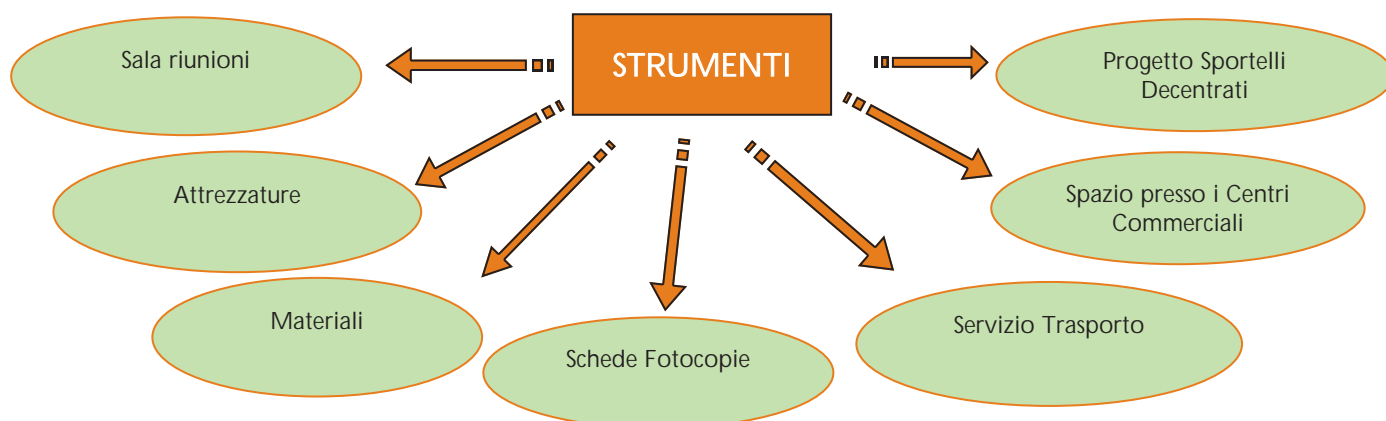 STRUMENTI
Sala riunioni
Attrezzature
Materiali
Schede Fotocopie
Servizio Trasporto
Spazio presso i Centri
Commerciali
Progetto Sportelli
Decentrati